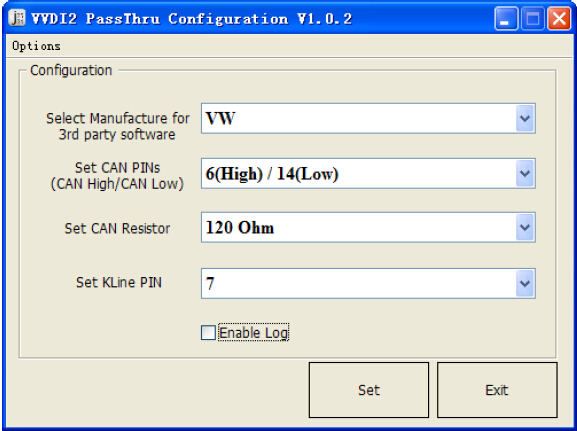 VVDI2 PassThru Configuration V1.0.2
Options
Configuration
Select Manufacture for
3rd party software
VW
Set CAN PINs
(CAN High/CAN Low)
6(High) / 14(Low)
Set CAN Resistor
120 Ohm
Set KLine PIN
7
Enable Log
Set
Exit